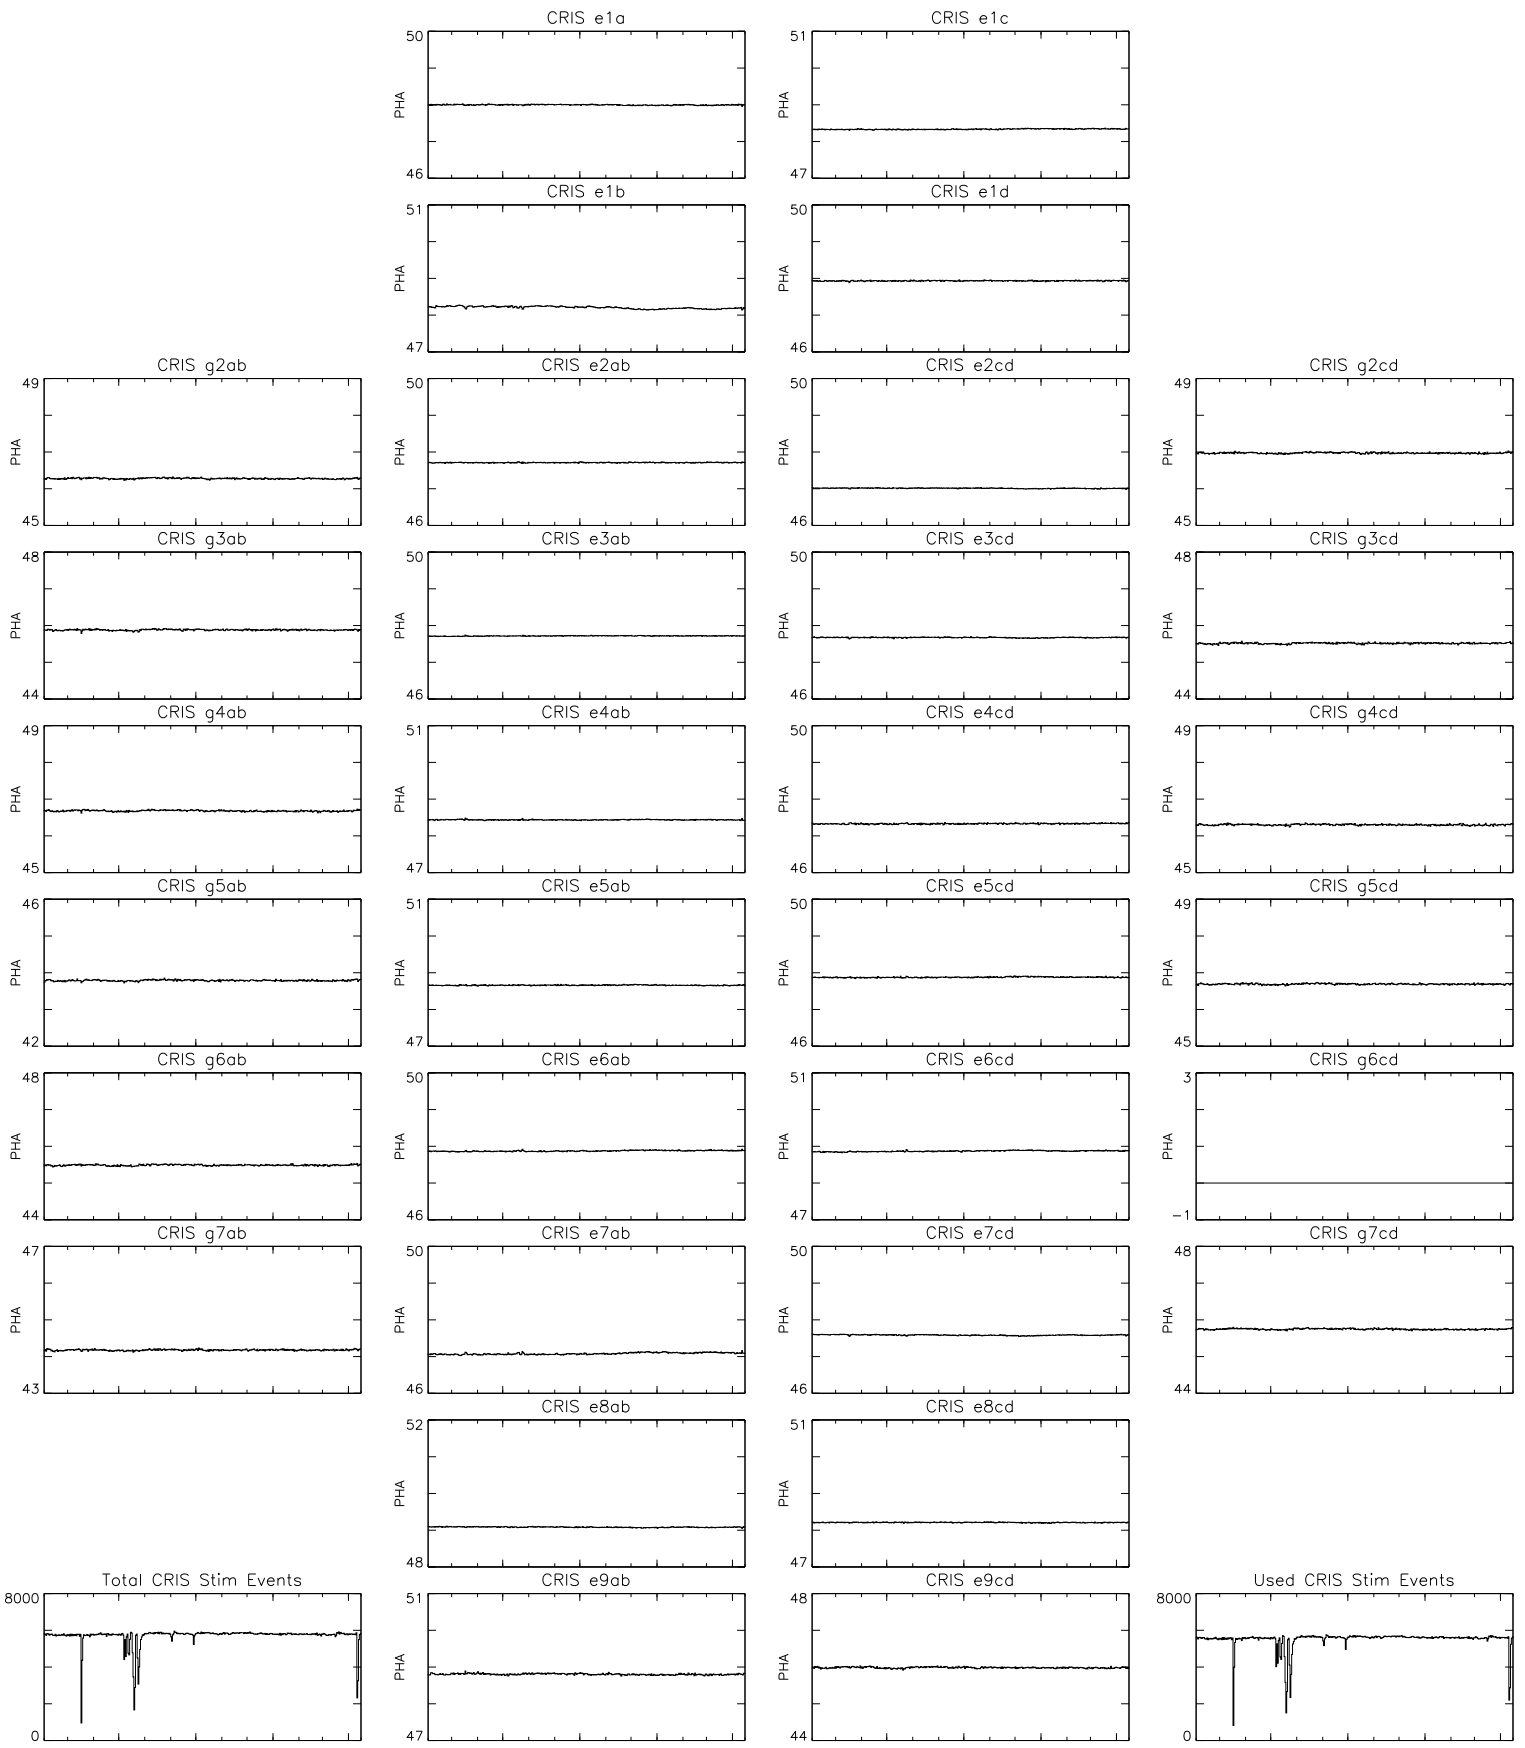 CRIS e1a
CRIS e1c
50
PHA
46
51
PHA
47
CRIS e1b
CRIS e1d
51
PHA
47
50
PHA
46
CRIS g2ab
CRIS e2ab
CRIS e2cd
CRIS g2cd
49
PHA
45
50
PHA
46
50
PHA
46
49
PHA
45
CRIS g3ab
CRIS e3ab
CRIS e3cd
CRIS g3cd
48
PHA
44
50
PHA
46
50
PHA
46
48
PHA
44
CRIS g4ab
CRIS e4ab
CRIS e4cd
CRIS g4cd
49
PHA
45
51
PHA
47
50
PHA
46
49
PHA
45
CRIS g5ab
CRIS e5ab
CRIS e5cd
CRIS g5cd
46
PHA
42
51
PHA
47
50
PHA
46
49
PHA
45
CRIS g6ab
CRIS e6ab
CRIS e6cd
CRIS g6cd
48
PHA
44
50
PHA
46
51
PHA
47
3
PHA
-1
CRIS g7ab
CRIS e7ab
CRIS e7cd
CRIS g7cd
47
PHA
43
50
PHA
46
50
PHA
46
48
PHA
44
CRIS e8ab
CRIS e8cd
52
PHA
48
51
PHA
47
Total CRIS Stim Events
CRIS e9ab
CRIS e9cd
Used CRIS Stim Events
8000
0
51
PHA
47
48
PHA
44
8000
0